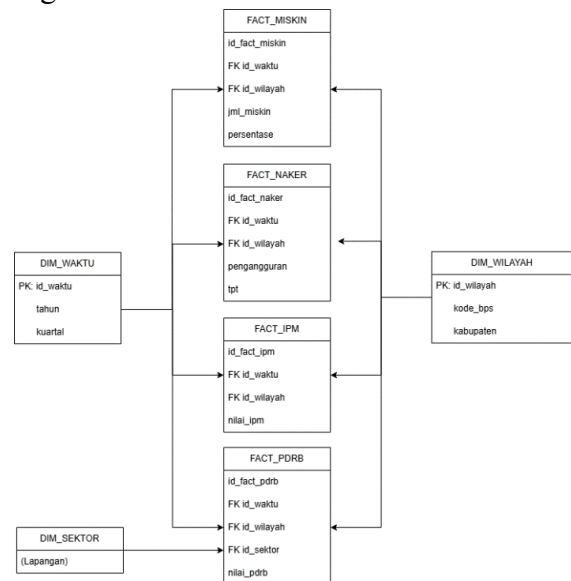 FACT_MISKIN
id_fact_miskin
FK id_waktu
FK id_wilayah
jml_miskin
persentase
FACT_NAKER
id_fact_naker
FK id_waktu
FK id_wilayah
pengangguran
tpt
DIM_WAKTU
PK: id_waktu
tahun
kuartal
DIM_WILAYAH
PK: id_wilayah
kode_bps
kabupaten
FACT_IPM
id_fact_ipm
FK id_waktu
FK id_wilayah
nilai_ipm
FACT_PDRB
id_fact_pdrb
FK id_waktu
FK id_wilayah
FK id_sektor
nilai_pdrb
DIM_SEKTOR
(Lapangan)